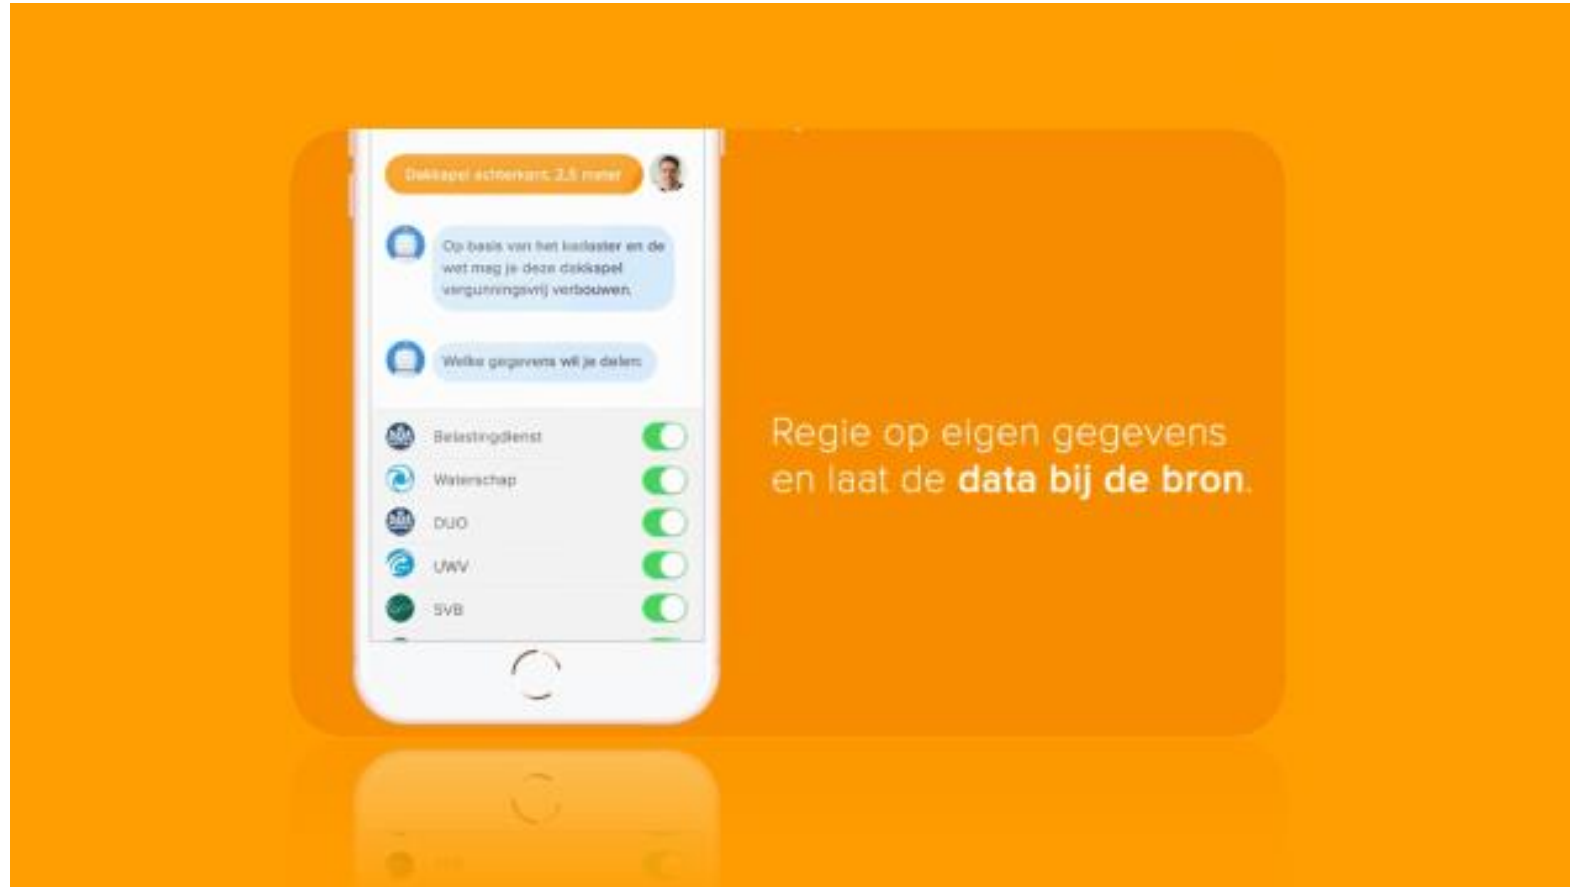 Dakkapel achterkant, 2,5 meter
Op basis van het kadaster en de
wet mag je deze dakkapel
vergunningsvrij verbouwen.
Welke gegevens wil je delen:
Belastingdienst
Waterschap
DUO
UWV
SVB
Regie op eigen gegevens
en laat de data bij de bron.